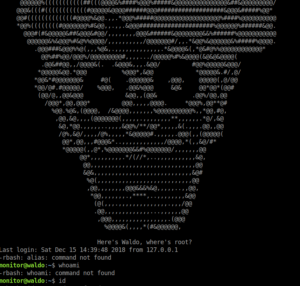 Here's Waldo, where's root?
Last login: Sat Dec 15 14:39:48 2018 from 127.0.0.1
-rbash: alias: command not found
monitor@waldo:~$ whoami
-rbash: whoami: command not found
monitor@waldo:~$ id